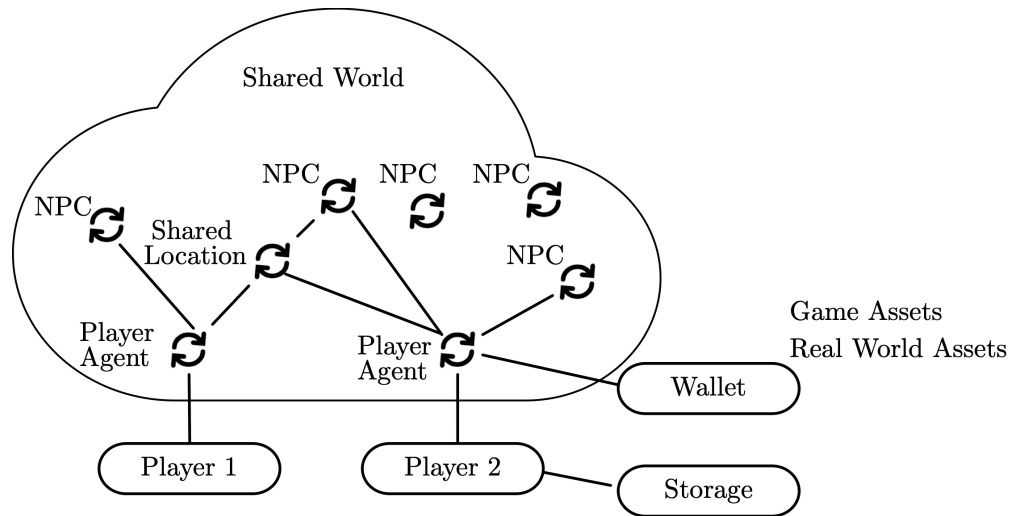 Shared World
NPC
NPC
NPC
NPC
Shared
Location
NPC
Game Assets
Real World Assets
Player
Agent
Player
Agent
Wallet
Player 1
Player 2
Storage